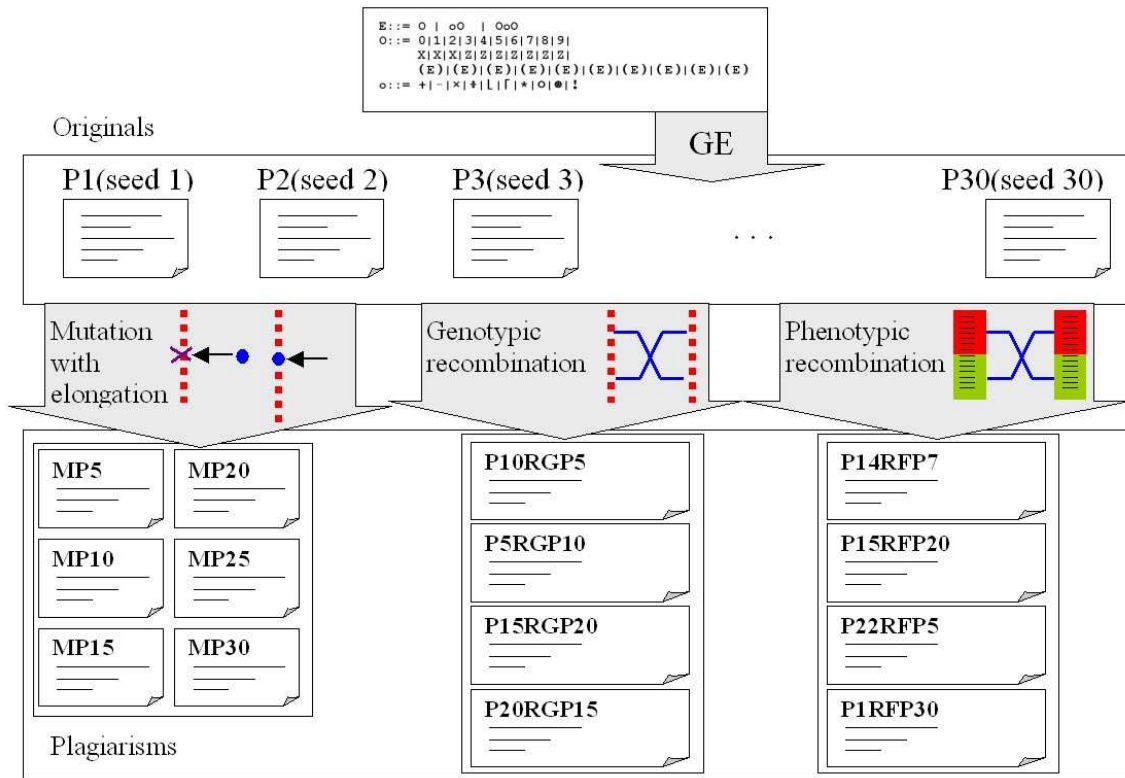 E::= O | oO | OoO
O::= 0|1|2|3|4|5|6|7|8|9|
X|X|X|Z|Z|Z|Z|Z|Z|Z|
(E)|(E)|(E)|(E)|(E)|(E)|(E)|(E)|(E)|(E)
o::= +|-|×|÷|⌊|⌈|*|○|⊛|!
GE
Originals
P1(seed 1) P2(seed 2) P3(seed 3) . . . P30(seed 30)
Mutation
with
elongation
Genotypic
recombination
Phenotypic
recombination
MP5 MP20
MP10 MP25
MP15 MP30
P10RGP5
P5RGP10
P15RGP20
P20RGP15
P14RFP7
P15RFP20
P22RFP5
P1RFP30
Plagiarisms